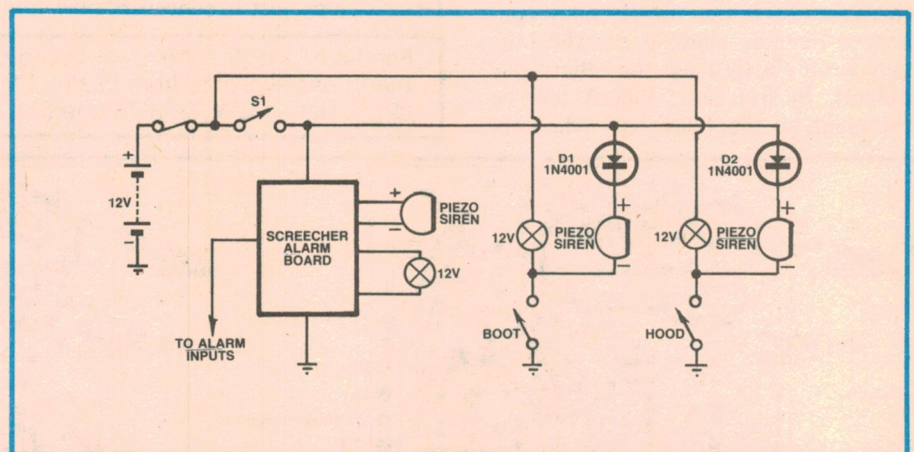 S1
+
12V
−
SCREECHER
ALARM
BOARD
+
−
PIEZO
SIREN
12V
TO ALARM
INPUTS
D1
1N4001
+
12V
PIEZO
SIREN
−
BOOT
D2
1N4001
+
12V
PIEZO
SIREN
−
HOOD